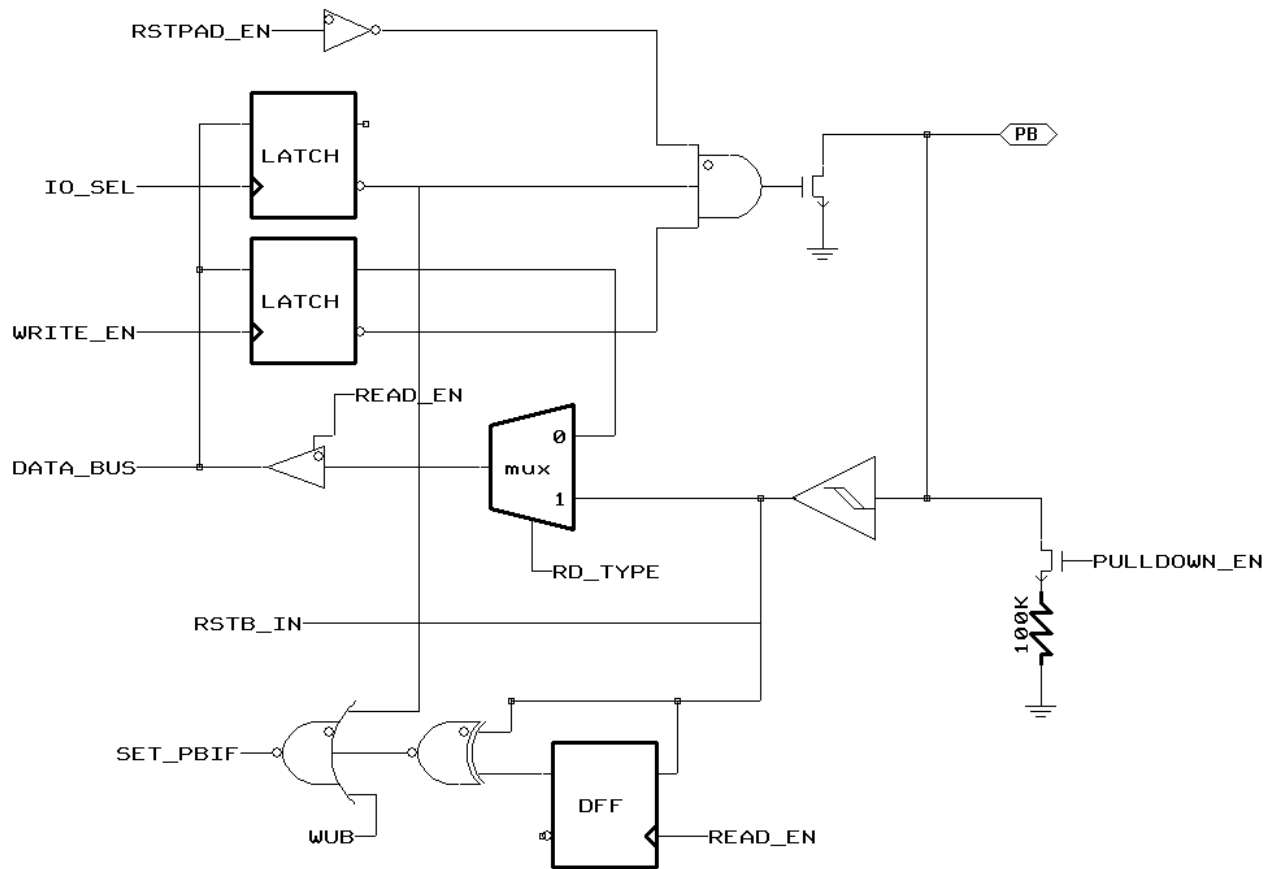 RSTPAD_EN
PB
LATCH
IO_SEL
LATCH
WRITE_EN
READ_EN
0
DATA_BUS
mux
1
PULLDOWN_EN
RD_TYPE
100K
RSTB_IN
SET_PBIF
DFF
WUB
READ_EN